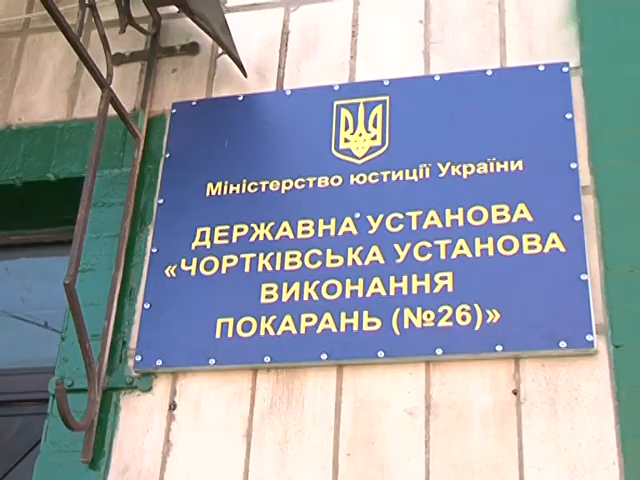 Міністерство юстиції України
ДЕРЖАВНА УСТАНОВА
«ЧОРТКІВСЬКА УСТАНОВА
ВИКОНАННЯ
ПОКАРАНЬ (№26)»